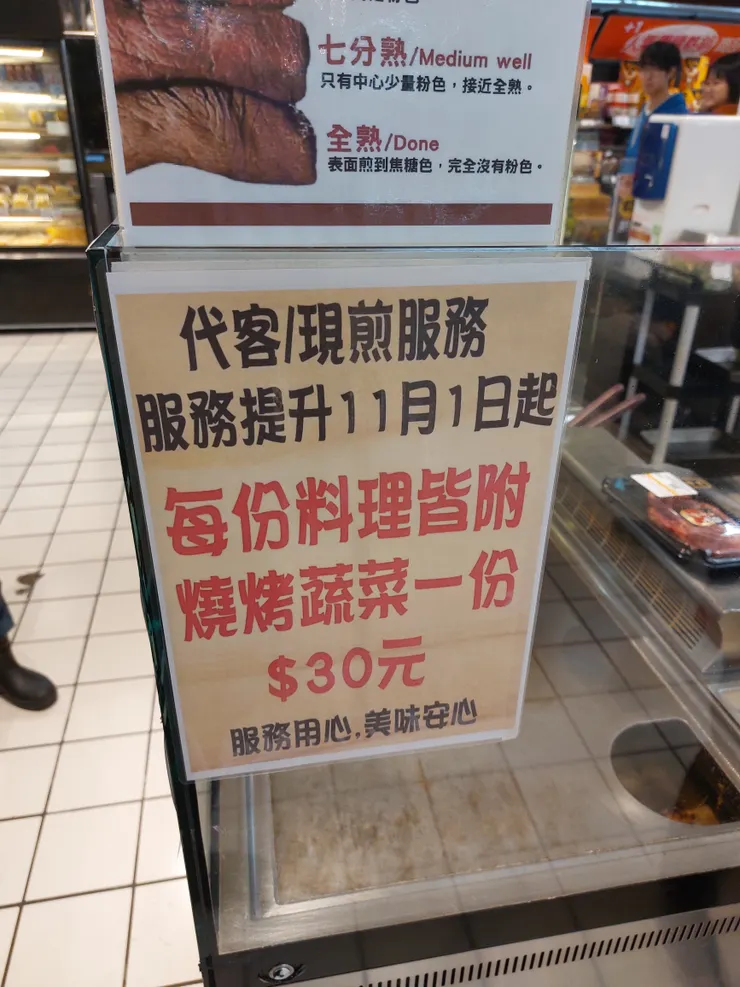 七分熟/Medium well
只有中心少量粉色，接近全熟。
全熟/Done
表面煎到焦糖色，完全沒有粉色。
代客/現煎服務
服務提升11月1日起
每份料理皆附
燒烤蔬菜一份
$30元
服務用心,美味安心